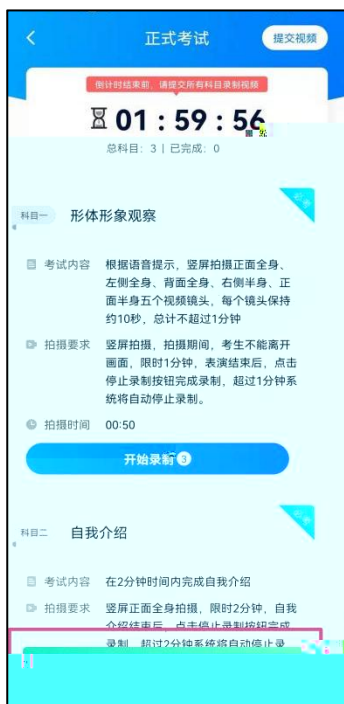 正式考试
提交视频
倒计时结束前，请提交所有科目录制视频
01 : 59 : 56
总科目：3 | 已完成：0
科目一 形体形象观察
考试内容 根据语音提示，竖屏拍摄正面全身、
左侧全身、背面全身、右侧半身、正
面半身五个视频镜头，每个镜头保持
约10秒，总计不超过1分钟
拍摄要求 竖屏拍摄，拍摄期间，考生不能离开
画面，限时1分钟，表演结束后，点击
停止录制按钮完成录制，超过1分钟系
统将自动停止录制。
拍摄时间 00:50
开始录制 3
科目二 自我介绍
考试内容 在2分钟时间内完成自我介绍
拍摄要求 竖屏正面全身拍摄，限时2分钟，自我
介绍结束后，点击停止录制按钮完成
录制，超过2分钟系统将自动停止录